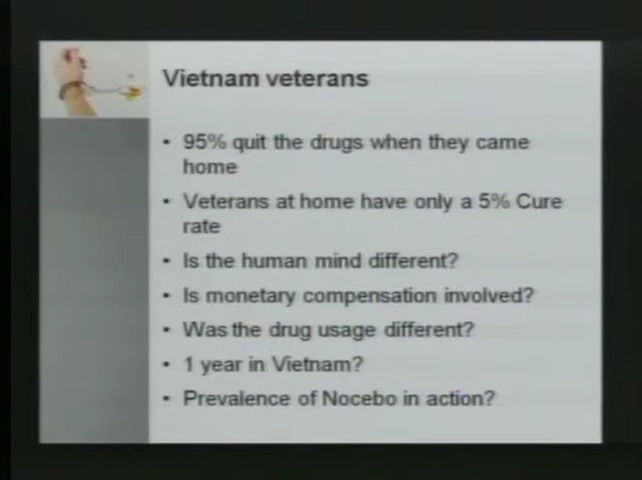 Vietnam veterans
• 95% quit the drugs when they came
home
• Veterans at home have only a 5% Cure
rate
• Is the human mind different?
• Is monetary compensation involved?
• Was the drug usage different?
• 1 year in Vietnam?
• Prevalence of Nocebo in action?